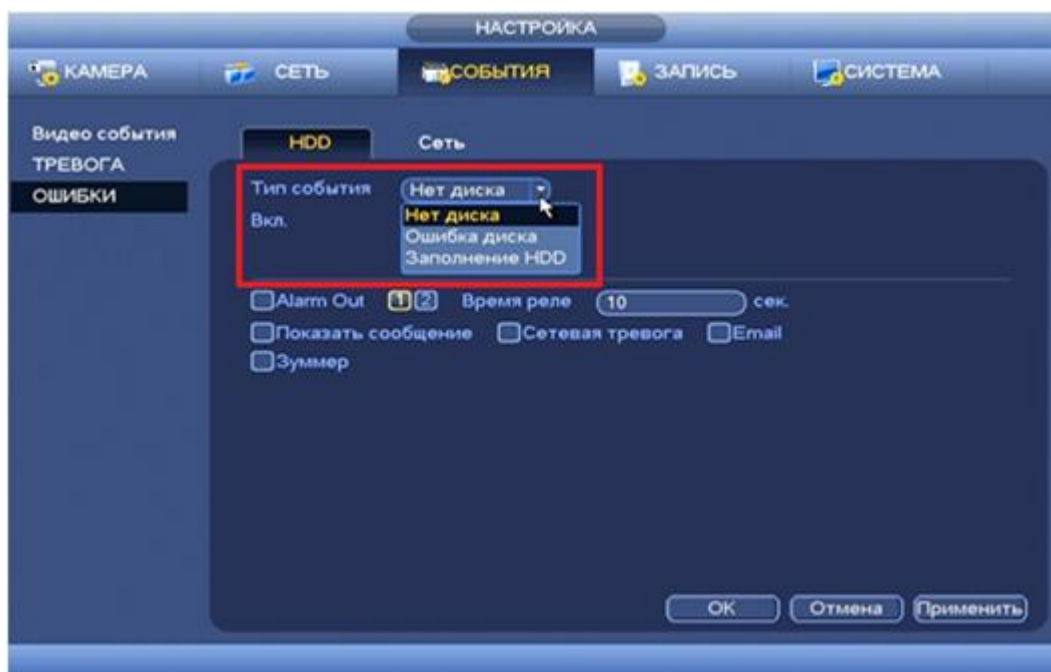 НАСТРОЙКА
КАМЕРА СЕТЬ СОБЫТИЯ ЗАПИСЬ СИСТЕМА
Видео события
ТРЕВОГА
ОШИБКИ
HDD Сеть
Тип события Нет диска
Вкл. Нет диска
Ошибка диска
Заполнение HDD
Alarm Out 1 2 Время реле 10 сек.
Показать сообщение Сетевая тревога Email
Зуммер
OK Отмена Применить